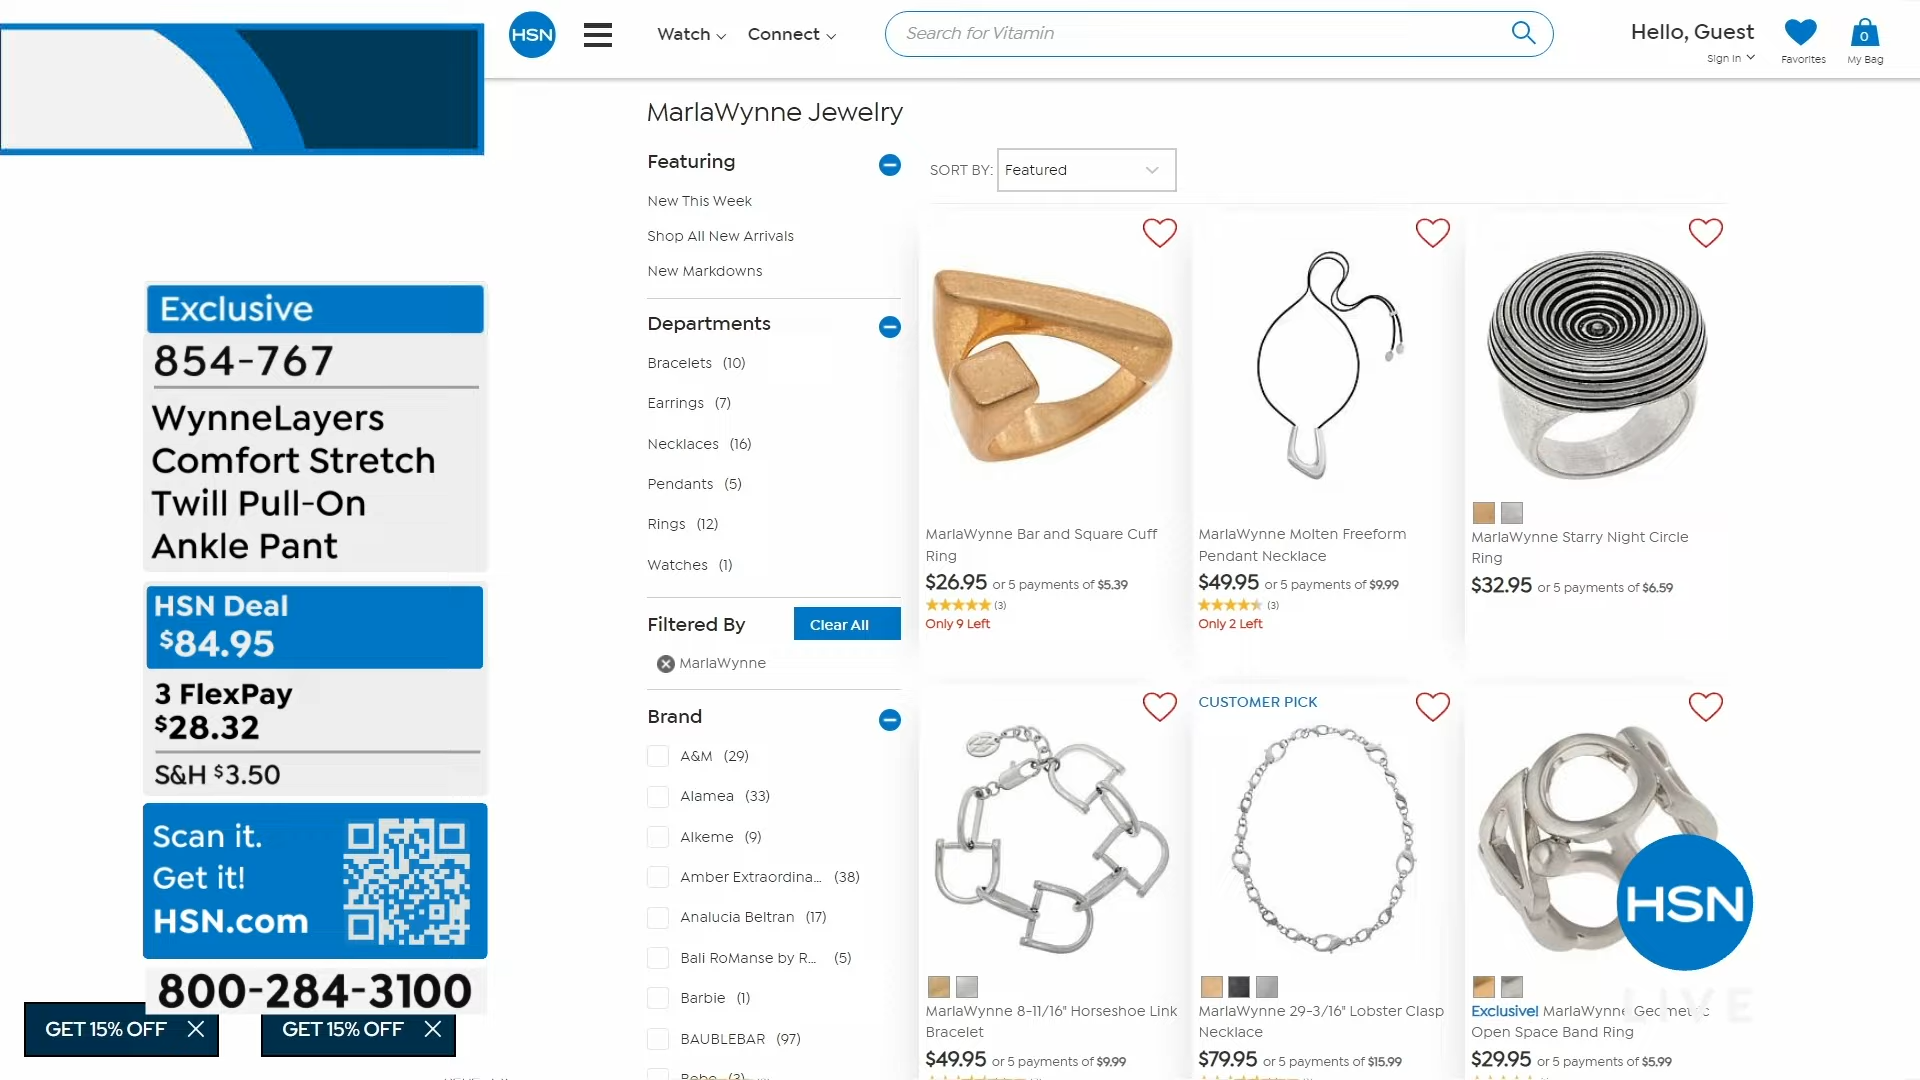 HSN
Watch
Connect
Search for Vitamin
Hello, Guest
Sign In
Favorites
0
My Bag
MarlaWynne Jewelry
Featuring
New This Week
Shop All New Arrivals
New Markdowns
Departments
Bracelets (10)
Earrings (7)
Necklaces (16)
Pendants (5)
Rings (12)
Watches (1)
Filtered By
Clear All
MarlaWynne
Brand
A&M (29)
Alamea (33)
Alkeme (9)
Amber Extraordina... (38)
Analucia Beltran (17)
Bali RoManse by R... (5)
Barbie (1)
BAUBLEBAR (97)
SORT BY: Featured
MarlaWynne Bar and Square Cuff
Ring
$26.95 or 5 payments of $5.39
(3)
Only 9 Left
MarlaWynne Molten Freeform
Pendant Necklace
$49.95 or 5 payments of $9.99
(3)
Only 2 Left
MarlaWynne Starry Night Circle
Ring
$32.95 or 5 payments of $6.59
MarlaWynne 8-11/16" Horseshoe Link
Bracelet
$49.95 or 5 payments of $9.99
CUSTOMER PICK
MarlaWynne 29-3/16" Lobster Clasp
Necklace
$79.95 or 5 payments of $15.99
Exclusive! MarlaWynne Geometric
Open Space Band Ring
$29.95 or 5 payments of $5.99
HSN
LIVE
Exclusive
854-767
WynneLayers
Comfort Stretch
Twill Pull-On
Ankle Pant
HSN Deal
$84.95
3 FlexPay
$28.32
S&H $3.50
Scan it.
Get it!
HSN.com
800-284-3100
GET 15% OFF
GET 15% OFF